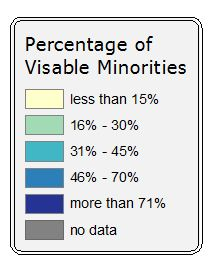 Percentage of
Visable Minorities
less than 15%
16% - 30%
31% - 45%
46% - 70%
more than 71%
no data